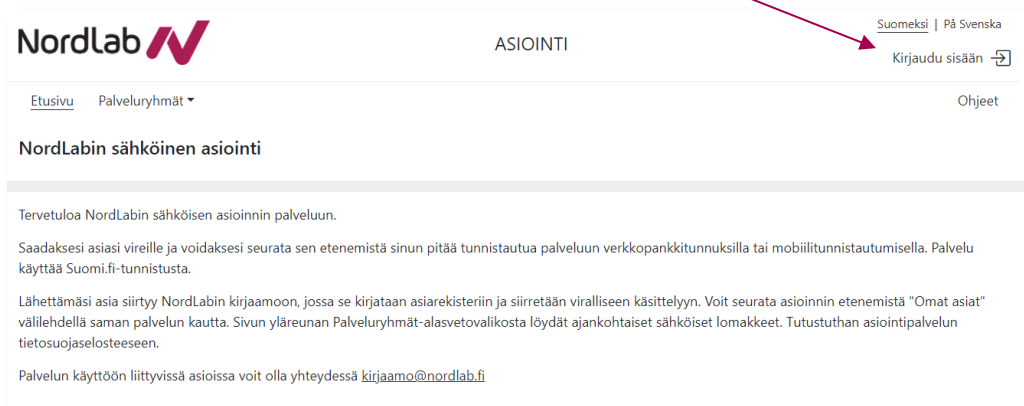 NordLab
ASIOINTI
Suomeksi | På Svenska
Kirjaudu sisään
Etusivu Palveluryhmät Ohjeet
NordLabin sähköinen asiointi
Tervetuloa NordLabin sähköisen asioinnin palveluun.
Saadaksesi asiasi vireille ja voidaksesi seurata sen etenemistä sinun pitää tunnistautua palveluun verkkopankkitunnuksilla tai mobiilitunnistautumisella. Palvelu
käyttää Suomi.fi-tunnistusta.
Lähettämäsi asia siirtyy NordLabin kirjaamoon, jossa se kirjataan asiarekisteriin ja siirretään viralliseen käsittelyyn. Voit seurata asioinnin etenemistä "Omat asiat"
välilehdellä saman palvelun kautta. Sivun yläreunan Palveluryhmät-alasvetovalikosta löydät ajankohtaiset sähköiset lomakkeet. Tutustuthan asiointipalvelun
tietosuojaselosteeseen.
Palvelun käyttöön liittyvissä asioissa voit olla yhteydessä kirjaamo@nordlab.fi